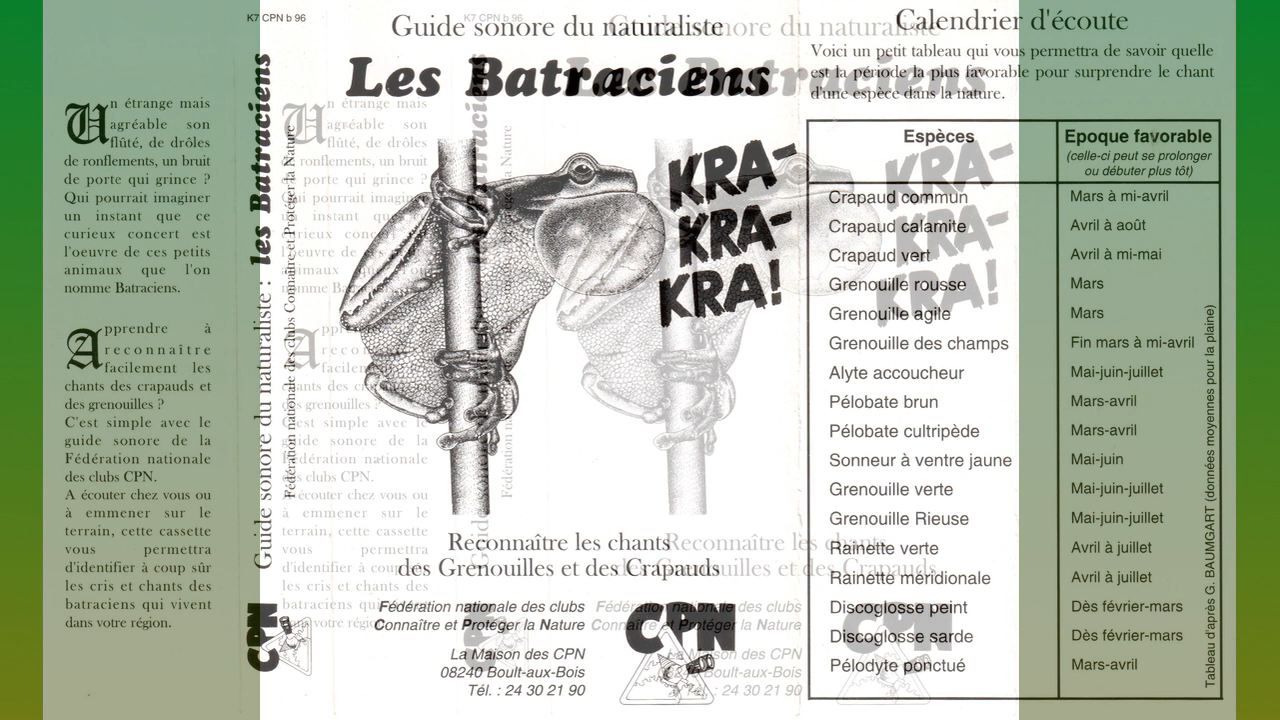 K7 CPN b 96
Un étrange mais
agréable son
flûté, de drôles
de ronflements, un bruit
de porte qui grince ?
Qui pourrait imaginer
un instant que ce
curieux concert est
l'oeuvre de ces petits
animaux que l'on
nomme Batraciens.
Apprendre à
reconnaître
facilement les
chants des crapauds et
des grenouilles ?
C'est simple avec le
guide sonore de la
Fédération nationale
des clubs CPN.
A écouter chez vous ou
à emmener sur le
terrain, cette cassette
vous permettra
d'identifier à coup sûr
les cris et chants des
batraciens qui vivent
dans votre région.
Guide sonore du naturaliste : les Batraciens
Fédération nationale des clubs Connaître et Protéger la Nature
CPN
Guide sonore du naturaliste
Les Batraciens
KRA-
KRA-
KRA!
Reconnaître les chants
des Grenouilles et des Crapauds
Fédération nationale des clubs
Connaître et Protéger la Nature
La Maison des CPN
08240 Boult-aux-Bois
Tél. : 24 30 21 90
CPN
Calendrier d'écoute
Voici un petit tableau qui vous permettra de savoir quelle
est la période la plus favorable pour surprendre le chant
d'une espèce dans la nature.
Espèces Epoque favorable
(celle-ci peut se prolonger
ou débuter plus tôt)
Crapaud commun Mars à mi-avril
Crapaud calamite Avril à août
Crapaud vert Avril à mi-mai
Grenouille rousse Mars
Grenouille agile Mars
Grenouille des champs Fin mars à mi-avril
Alyte accoucheur Mai-juin-juillet
Pélobate brun Mars-avril
Pélobate cultripède Mars-avril
Sonneur à ventre jaune Mai-juin
Grenouille verte Mai-juin-juillet
Grenouille Rieuse Mai-juin-juillet
Rainette verte Avril à juillet
Rainette méridionale Avril à juillet
Discoglosse peint Dès février-mars
Discoglosse sarde Dès février-mars
Pélodyte ponctué Mars-avril
Tableau d'après G. BAUMGART (données moyennes pour la plaine)